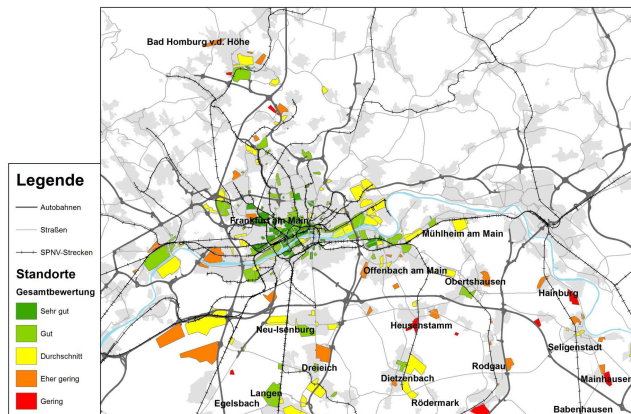 Bad Homburg v.d. Höhe
Frankfurt am Main
Mühlheim am Main
Offenbach am Main
Obertshausen
Hainburg
Neu-Isenburg
Heusenstamm
Seligenstadt
Dreieich
Rodgau
Dietzenbach
Mainhausen
Langen
Egelsbach
Rödermark
Babenhausen
Legende
Autobahnen
Straßen
SPNV-Strecken
Standorte
Gesamtbewertung
Sehr gut
Gut
Durchschnitt
Eher gering
Gering